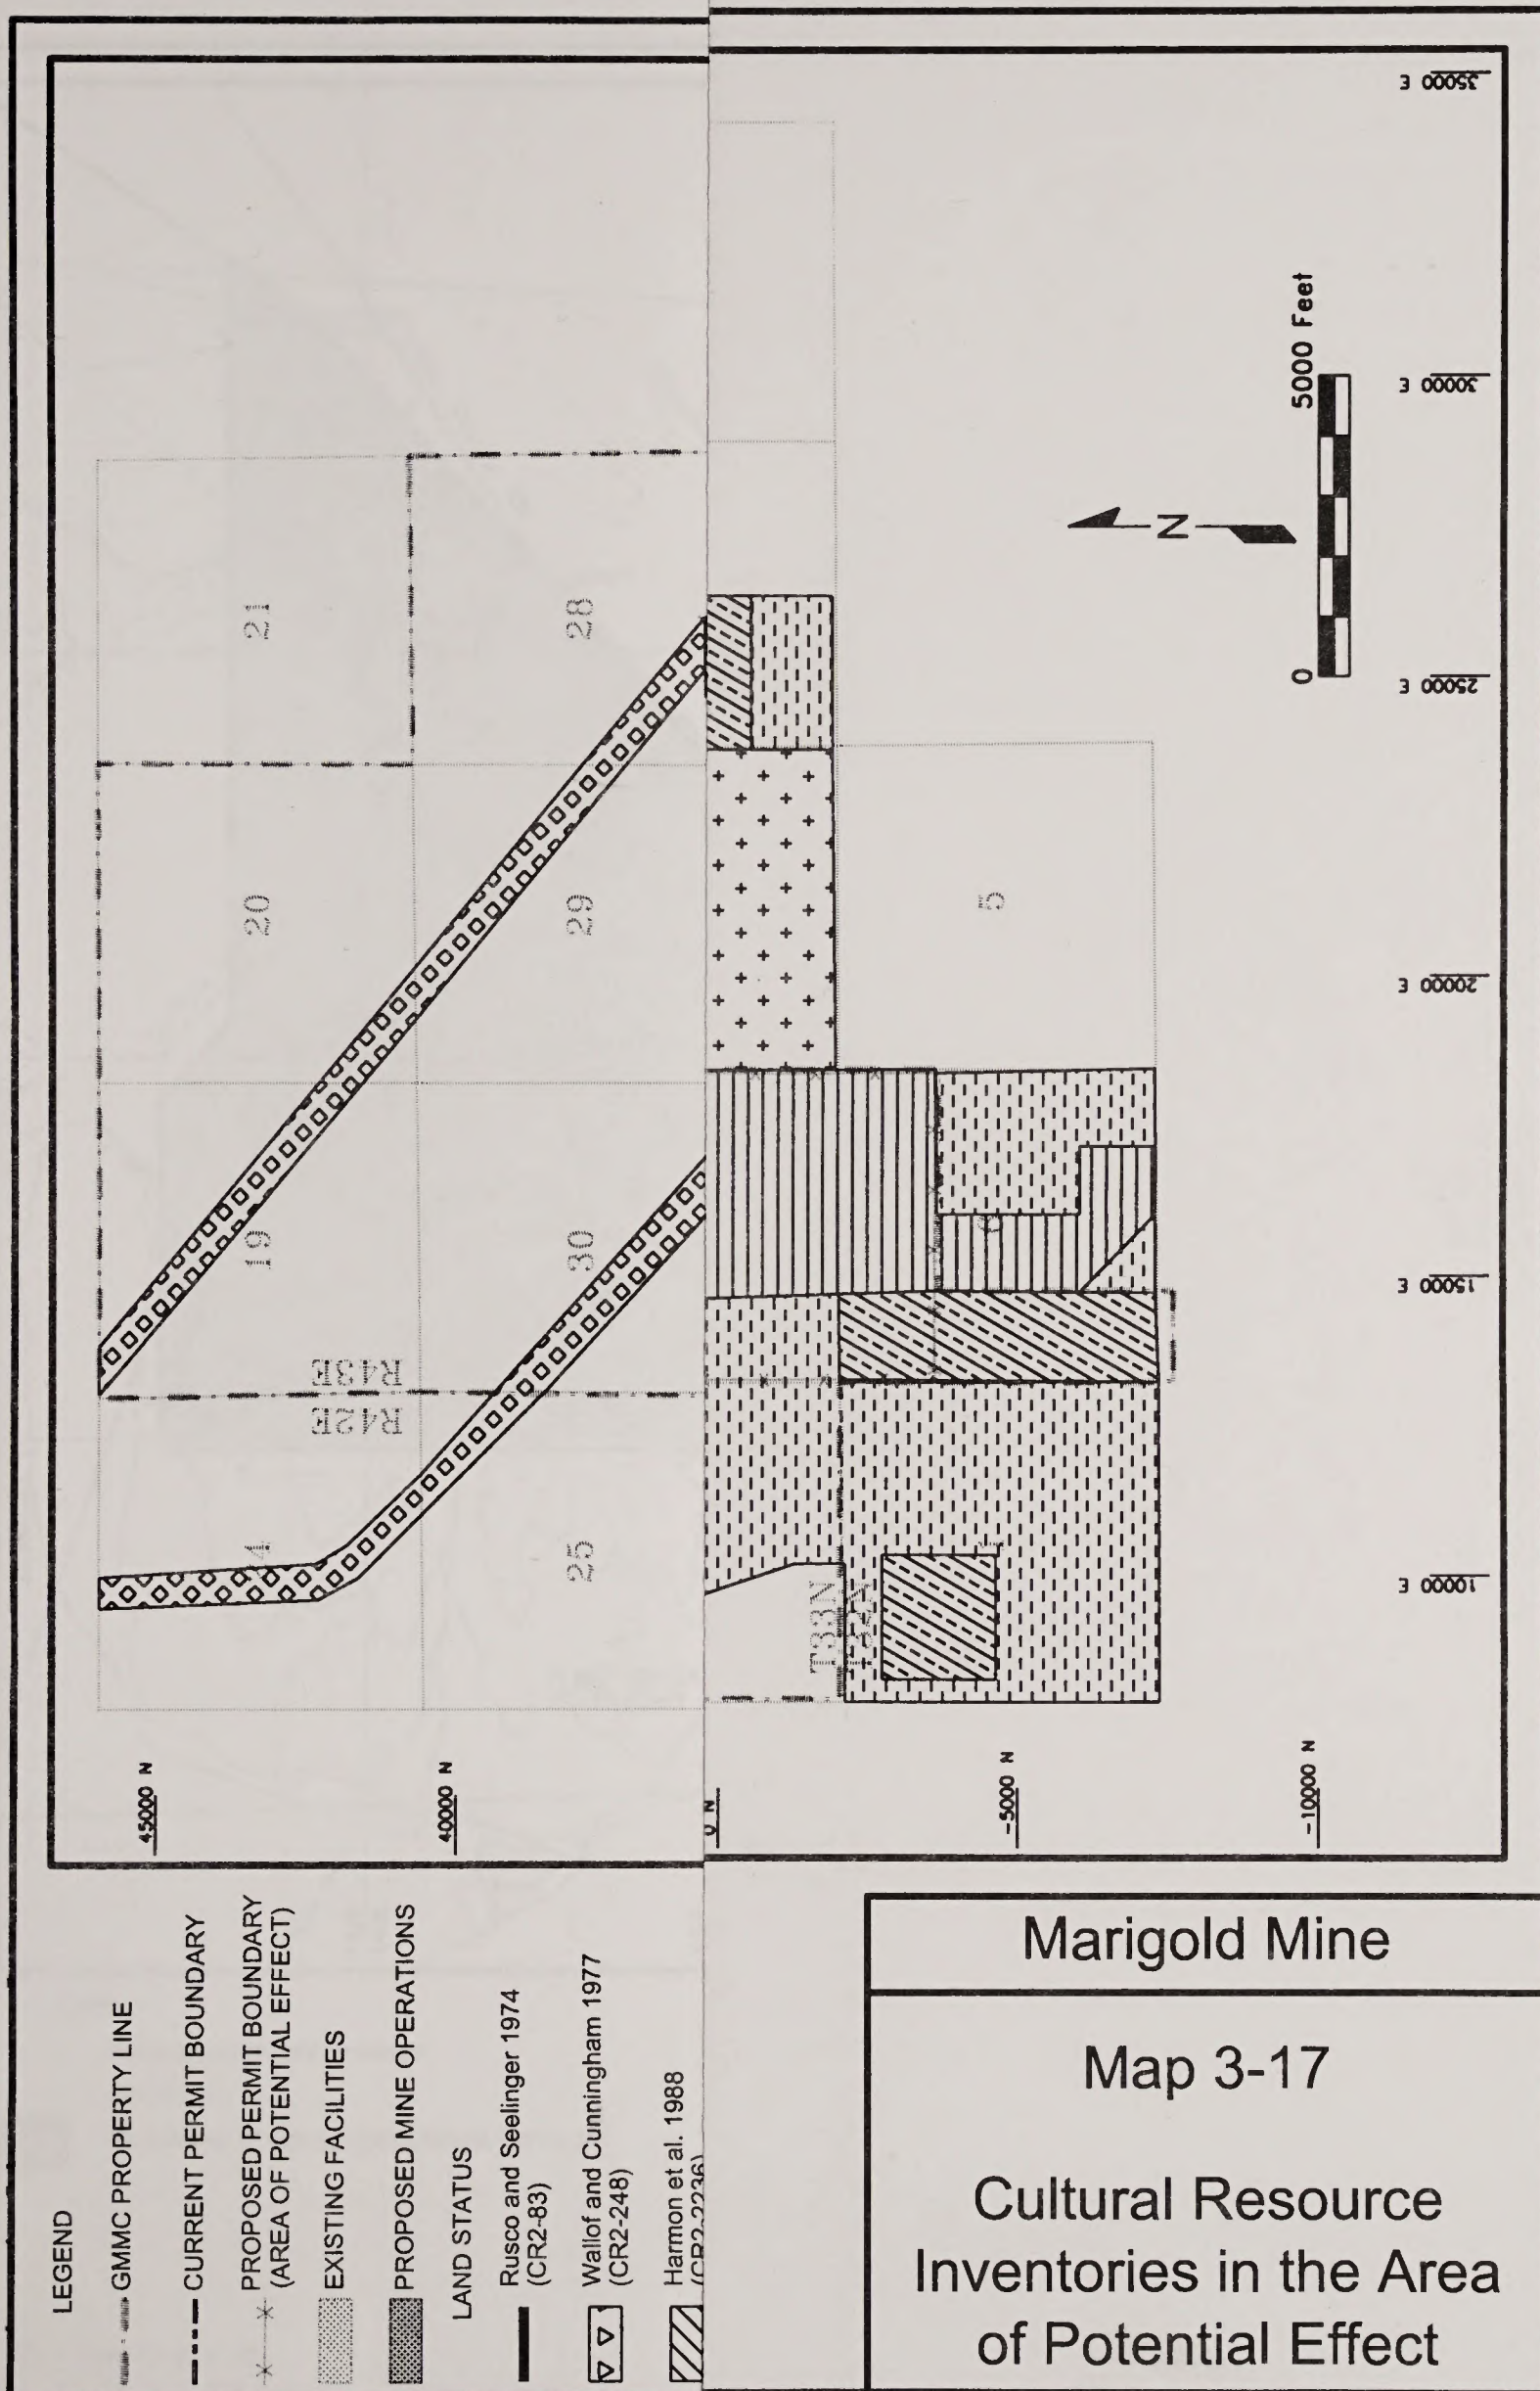 35000 E
30000 E
25000 E
20000 E
15000 E
10000 E
5000 Feet
0
N
21
28
20
29
5
19
30
R43E
R42E
25
T33N
45000 N
40000 N
0 N
-5000 N
-10000 N
LEGEND
GMMC PROPERTY LINE
CURRENT PERMIT BOUNDARY
PROPOSED PERMIT BOUNDARY
(AREA OF POTENTIAL EFFECT)
EXISTING FACILITIES
PROPOSED MINE OPERATIONS
LAND STATUS
Rusco and Seelinger 1974
(CR2-83)
Wallof and Cunningham 1977
(CR2-248)
Harmon et al. 1988
(CR2-2236)
Marigold Mine
Map 3-17
Cultural Resource
Inventories in the Area
of Potential Effect